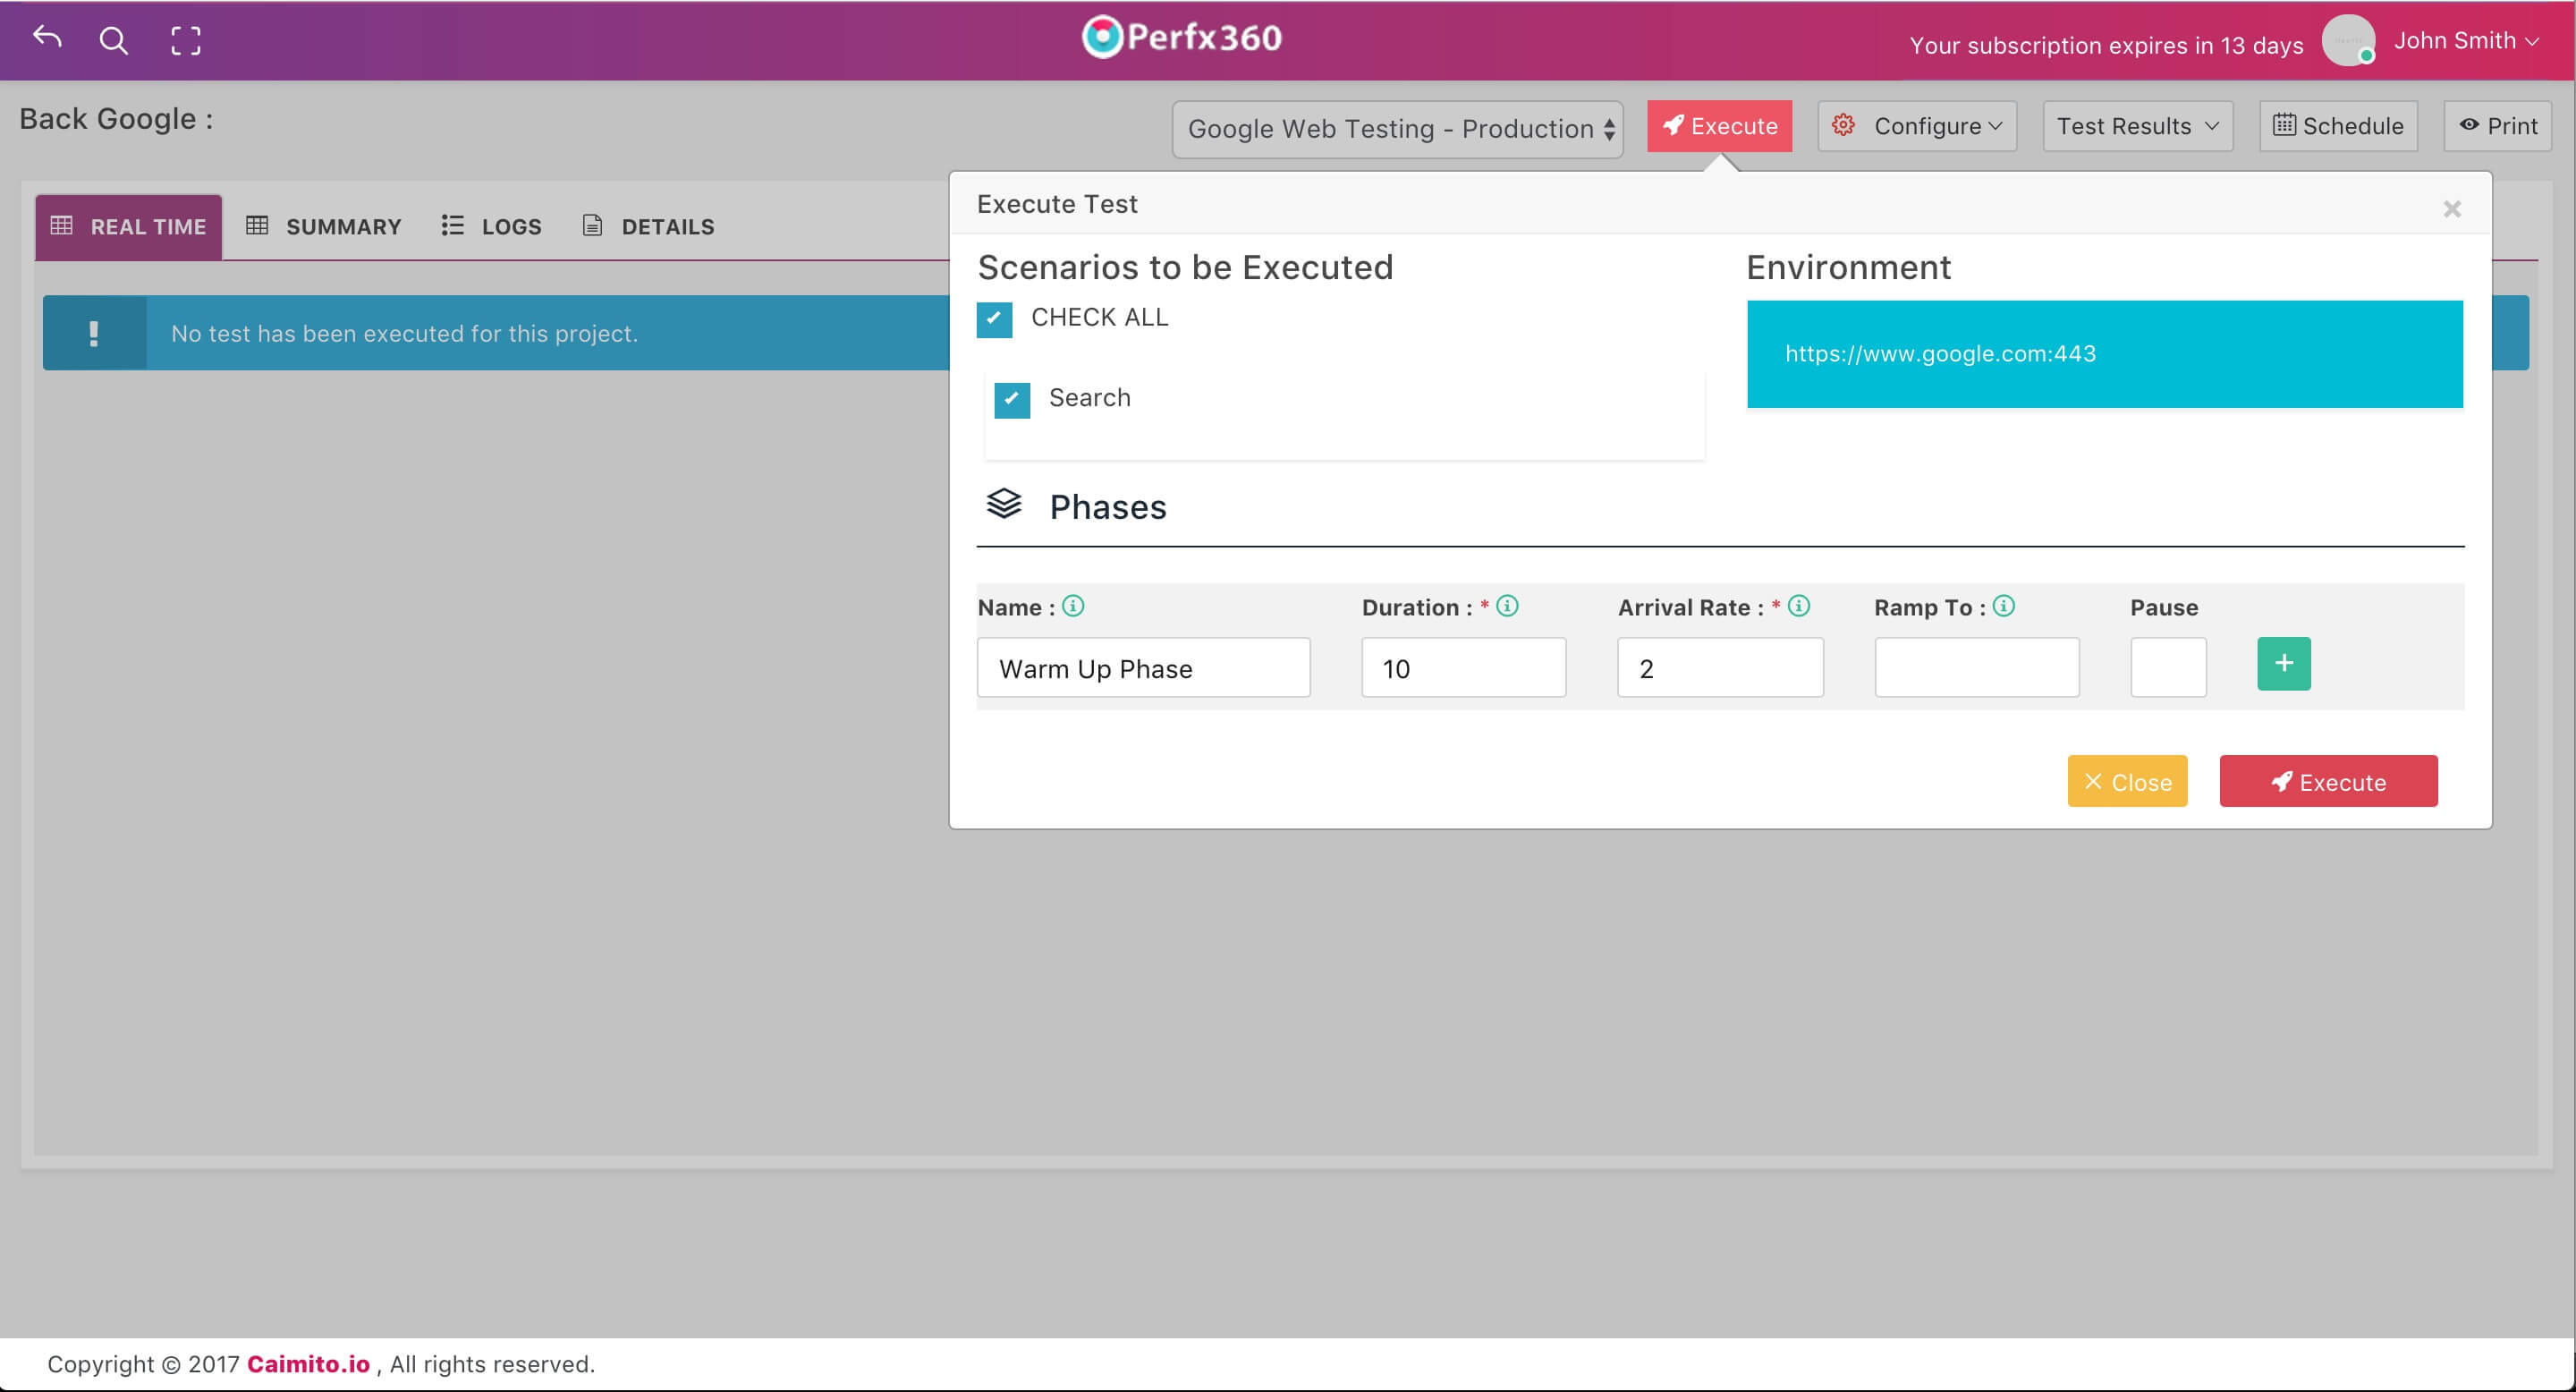 Perfx360
Your subscription expires in 13 days
John Smith
Back Google :
Google Web Testing - Production
Execute
Configure
Test Results
Schedule
Print
REAL TIME
SUMMARY
LOGS
DETAILS
No test has been executed for this project.
Execute Test
×
Scenarios to be Executed
CHECK ALL
Search
Environment
https://www.google.com:443
Phases
Name :
Duration : *
Arrival Rate : *
Ramp To :
Pause
Warm Up Phase
10
2
+
Close
Execute
Copyright © 2017 Caimito.io , All rights reserved.